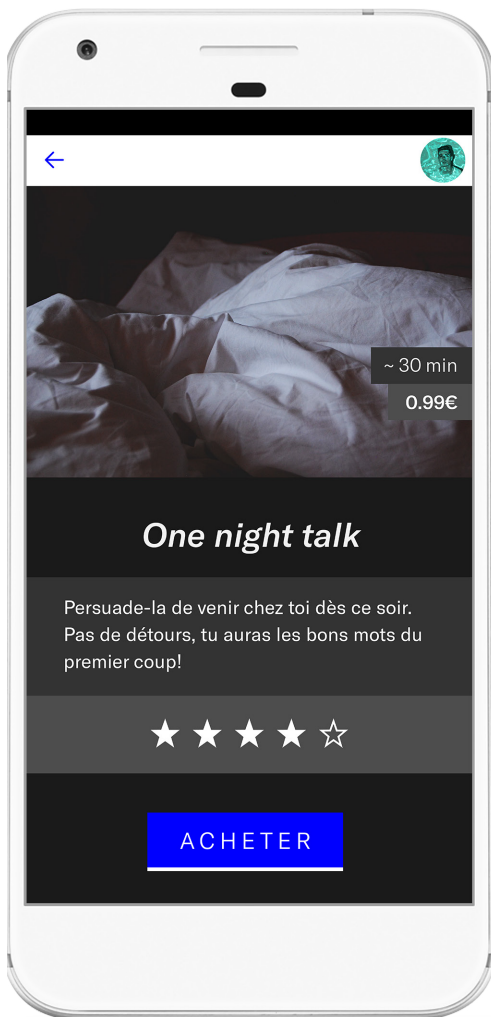 ~ 30 min
0.99€
One night talk
Persuade-la de venir chez toi dès ce soir.
Pas de détours, tu auras les bons mots du
premier coup!
ACHETER